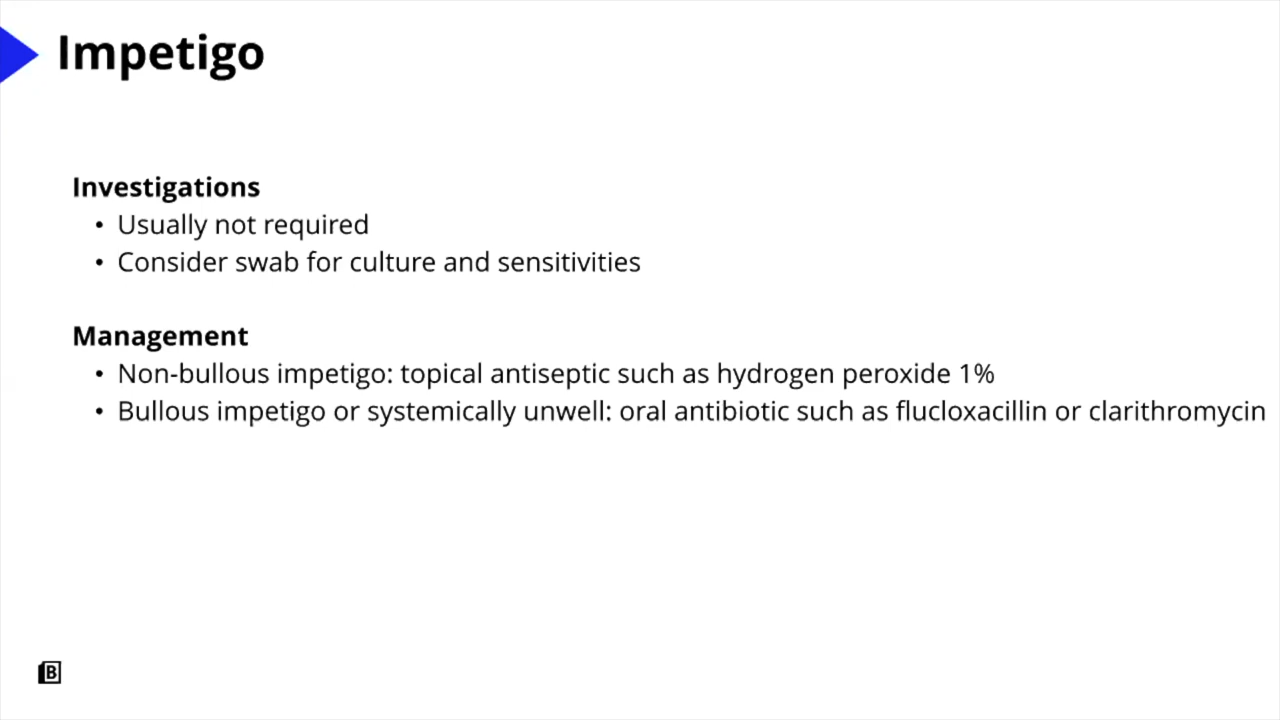 Impetigo
Investigations
• Usually not required
• Consider swab for culture and sensitivities
Management
• Non-bullous impetigo: topical antiseptic such as hydrogen peroxide 1%
• Bullous impetigo or systemically unwell: oral antibiotic such as flucloxacillin or clarithromycin
B